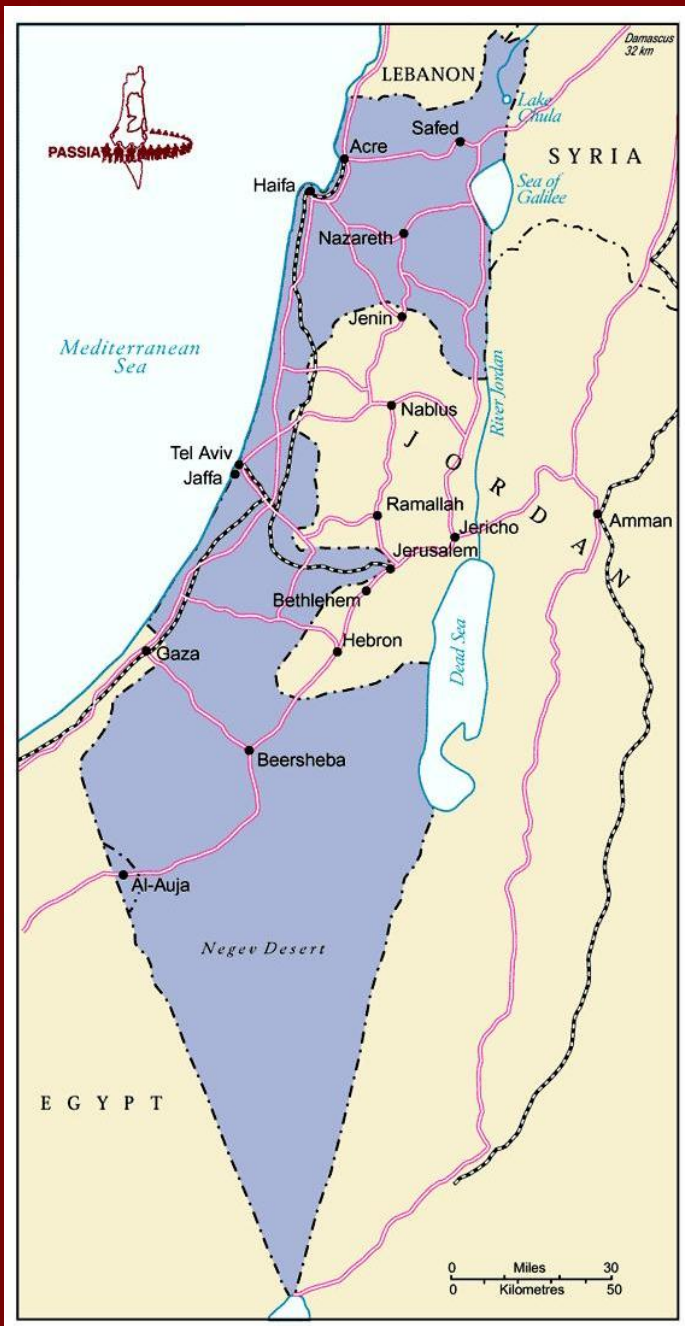 Damascus
32 km
LEBANON
Lake
Chula
Safed
PASSIA
Acre
SYRIA
Haifa
Sea of
Galilee
Nazareth
Jenin
Mediterranean
Sea
River Jordan
Nablus
JORDAN
Tel Aviv
Jaffa
Ramallah
Amman
Jericho
Jerusalem
Bethlehem
Hebron
Gaza
Dead Sea
Beersheba
Al-Auja
Negev Desert
EGYPT
0 Miles 30
0 Kilometres 50